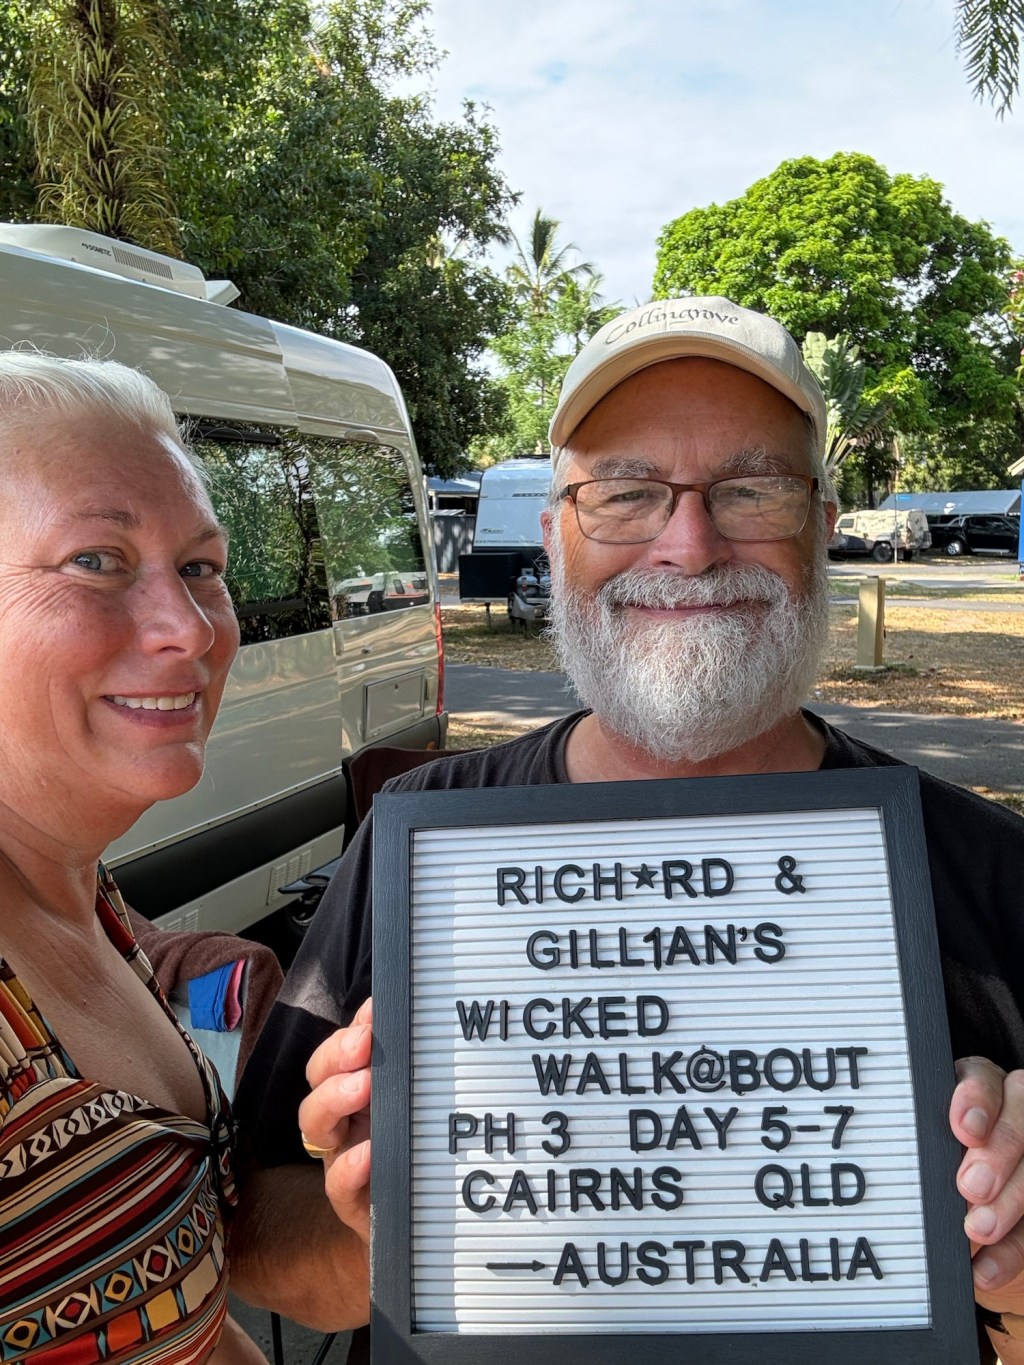 DOMETIC
Collingrove
RICH★RD &
GILL1AN'S
WICKED
WALK@BOUT
PH 3 DAY 5-7
CAIRNS QLD
→AUSTRALIA